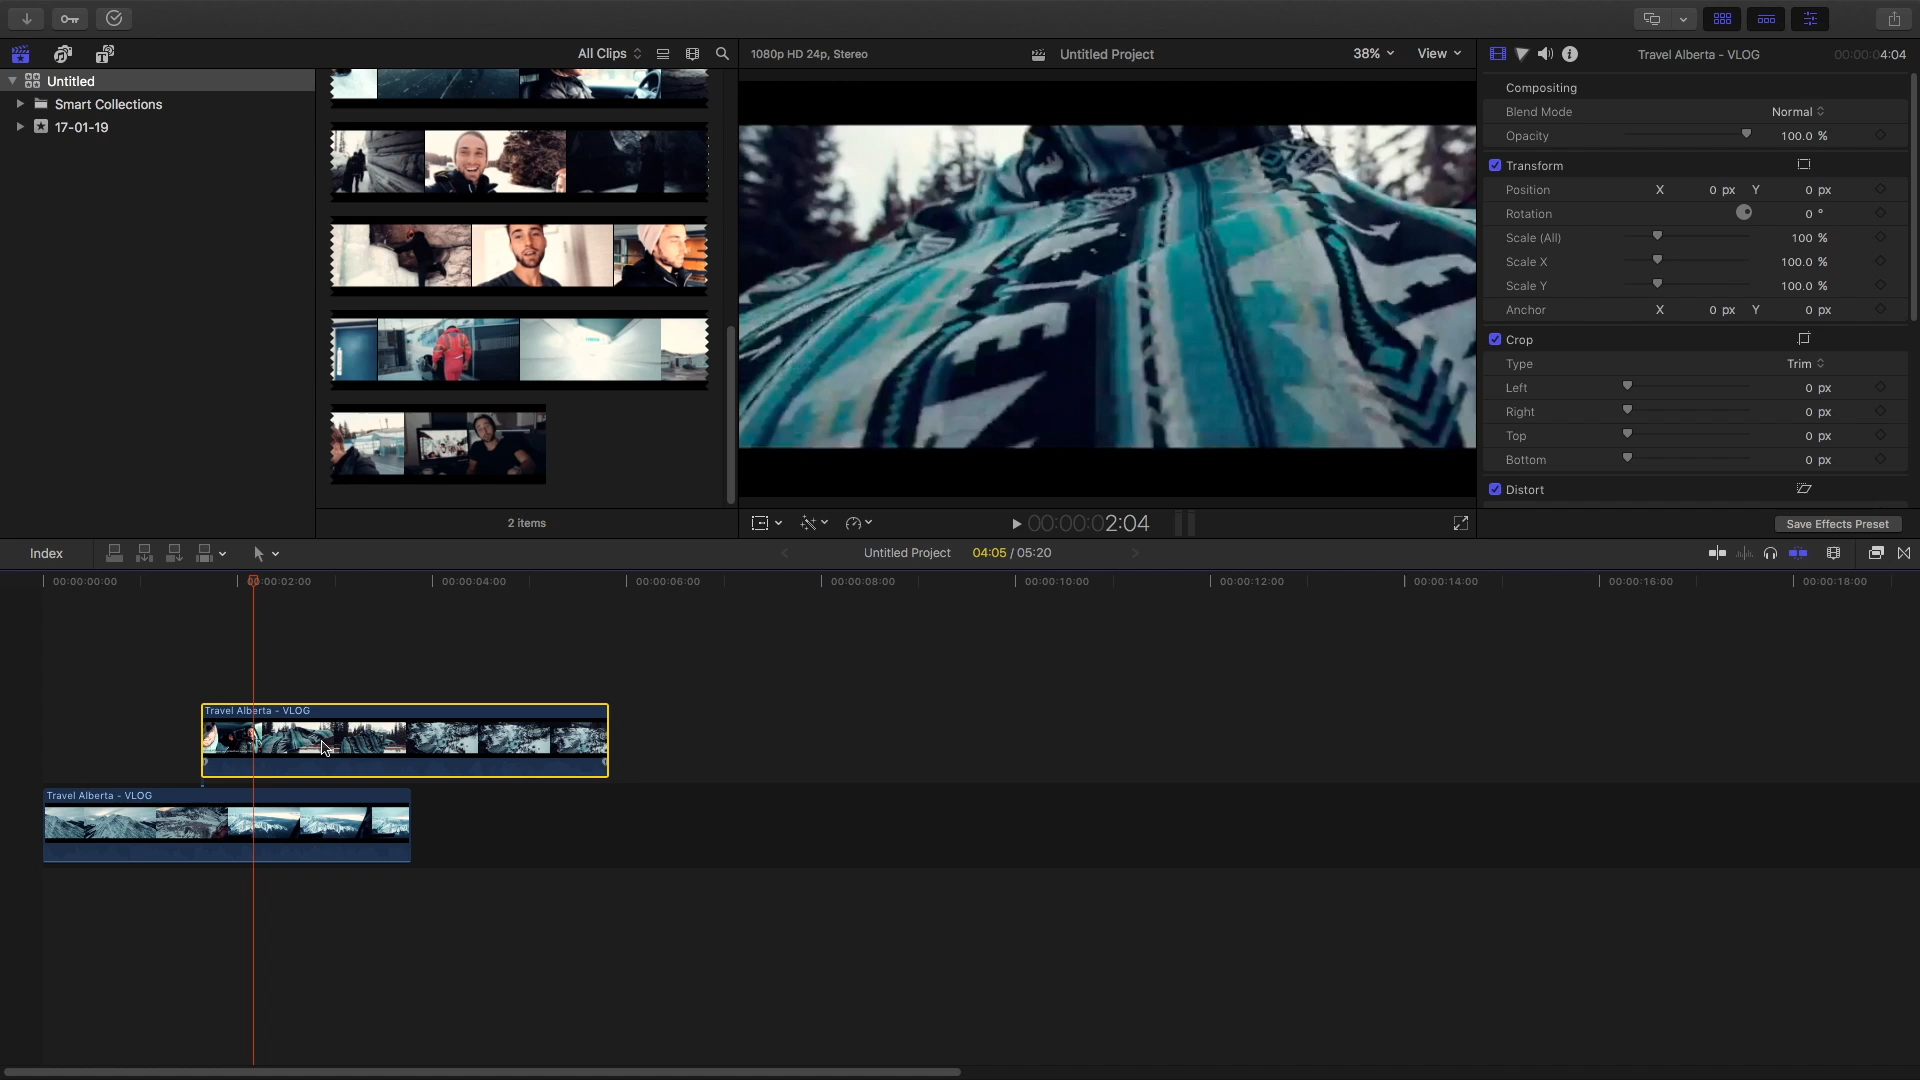 All Clips
1080p HD 24p, Stereo
Untitled Project
38%
View
Travel Alberta - VLOG
00:00:04:04
Untitled
Smart Collections
17-01-19
Compositing
Blend Mode
Normal
Opacity
100.0 %
Transform
Position
X
0 px
Y
0 px
Rotation
0 °
Scale (All)
100 %
Scale X
100.0 %
Scale Y
100.0 %
Anchor
X
0 px
Y
0 px
Crop
Type
Trim
Left
0 px
Right
0 px
Top
0 px
Bottom
0 px
Distort
2 items
00:00:02:04
Save Effects Preset
Index
Untitled Project
04:05 / 05:20
00:00:00:00
00:00:02:00
00:00:04:00
00:00:06:00
00:00:08:00
00:00:10:00
00:00:12:00
00:00:14:00
00:00:16:00
00:00:18:00
Travel Alberta - VLOG
Travel Alberta - VLOG